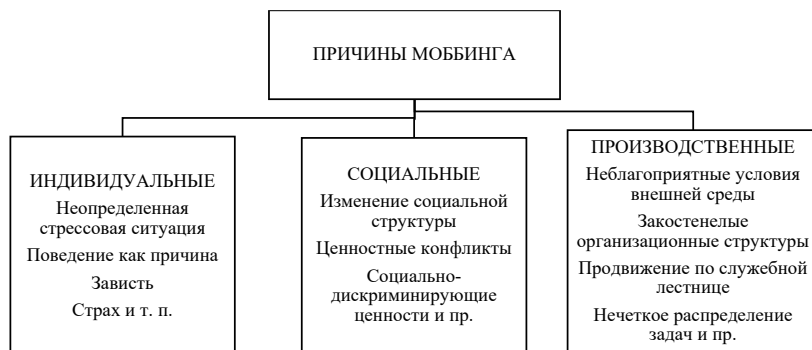 ПРИЧИНЫ МОББИНГА
ИНДИВИДУАЛЬНЫЕ
Неопределенная
стрессовая ситуация
Поведение как причина
Зависть
Страх и т. п.
СОЦИАЛЬНЫЕ
Изменение социальной
структуры
Ценностные конфликты
Социально-
дискриминирующие
ценности и пр.
ПРОИЗВОДСТВЕННЫЕ
Неблагоприятные условия
внешней среды
Закостенелые
организационные структуры
Продвижение по служебной
лестнице
Нечеткое распределение
задач и пр.